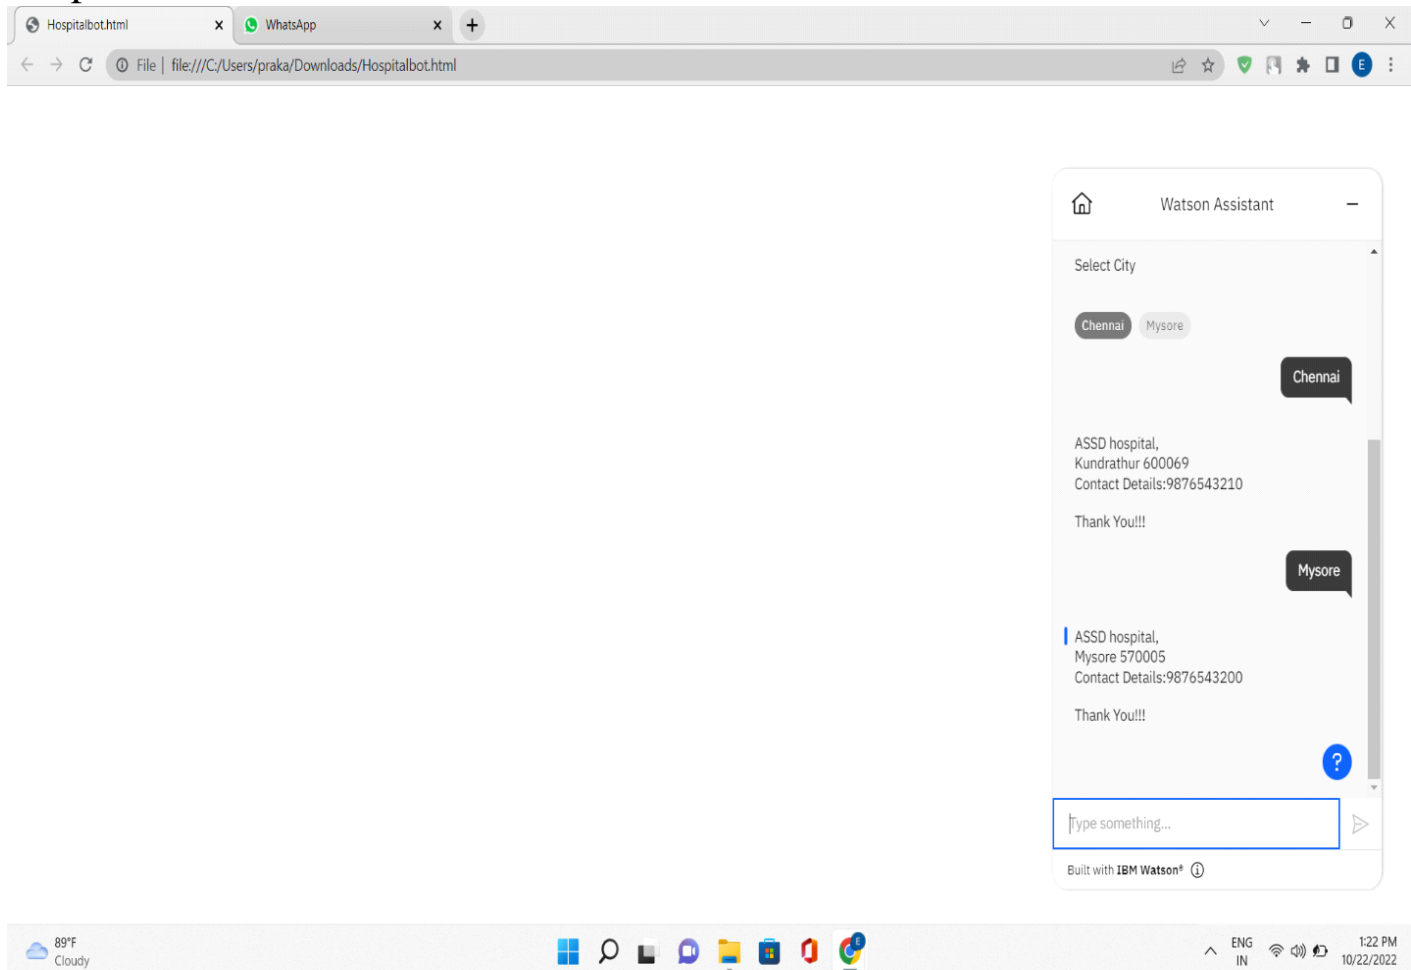 Hospitalbot.html
WhatsApp
File | file:///C:/Users/praka/Downloads/Hospitalbot.html
E
Watson Assistant
Select City
Chennai Mysore
Chennai
ASSD hospital,
Kundrathur 600069
Contact Details:9876543210
Thank You!!!
Mysore
ASSD hospital,
Mysore 570005
Contact Details:9876543200
Thank You!!!
?
Type something...
Built with IBM Watson®
89°F
Cloudy
ENG
IN
1:22 PM
10/22/2022